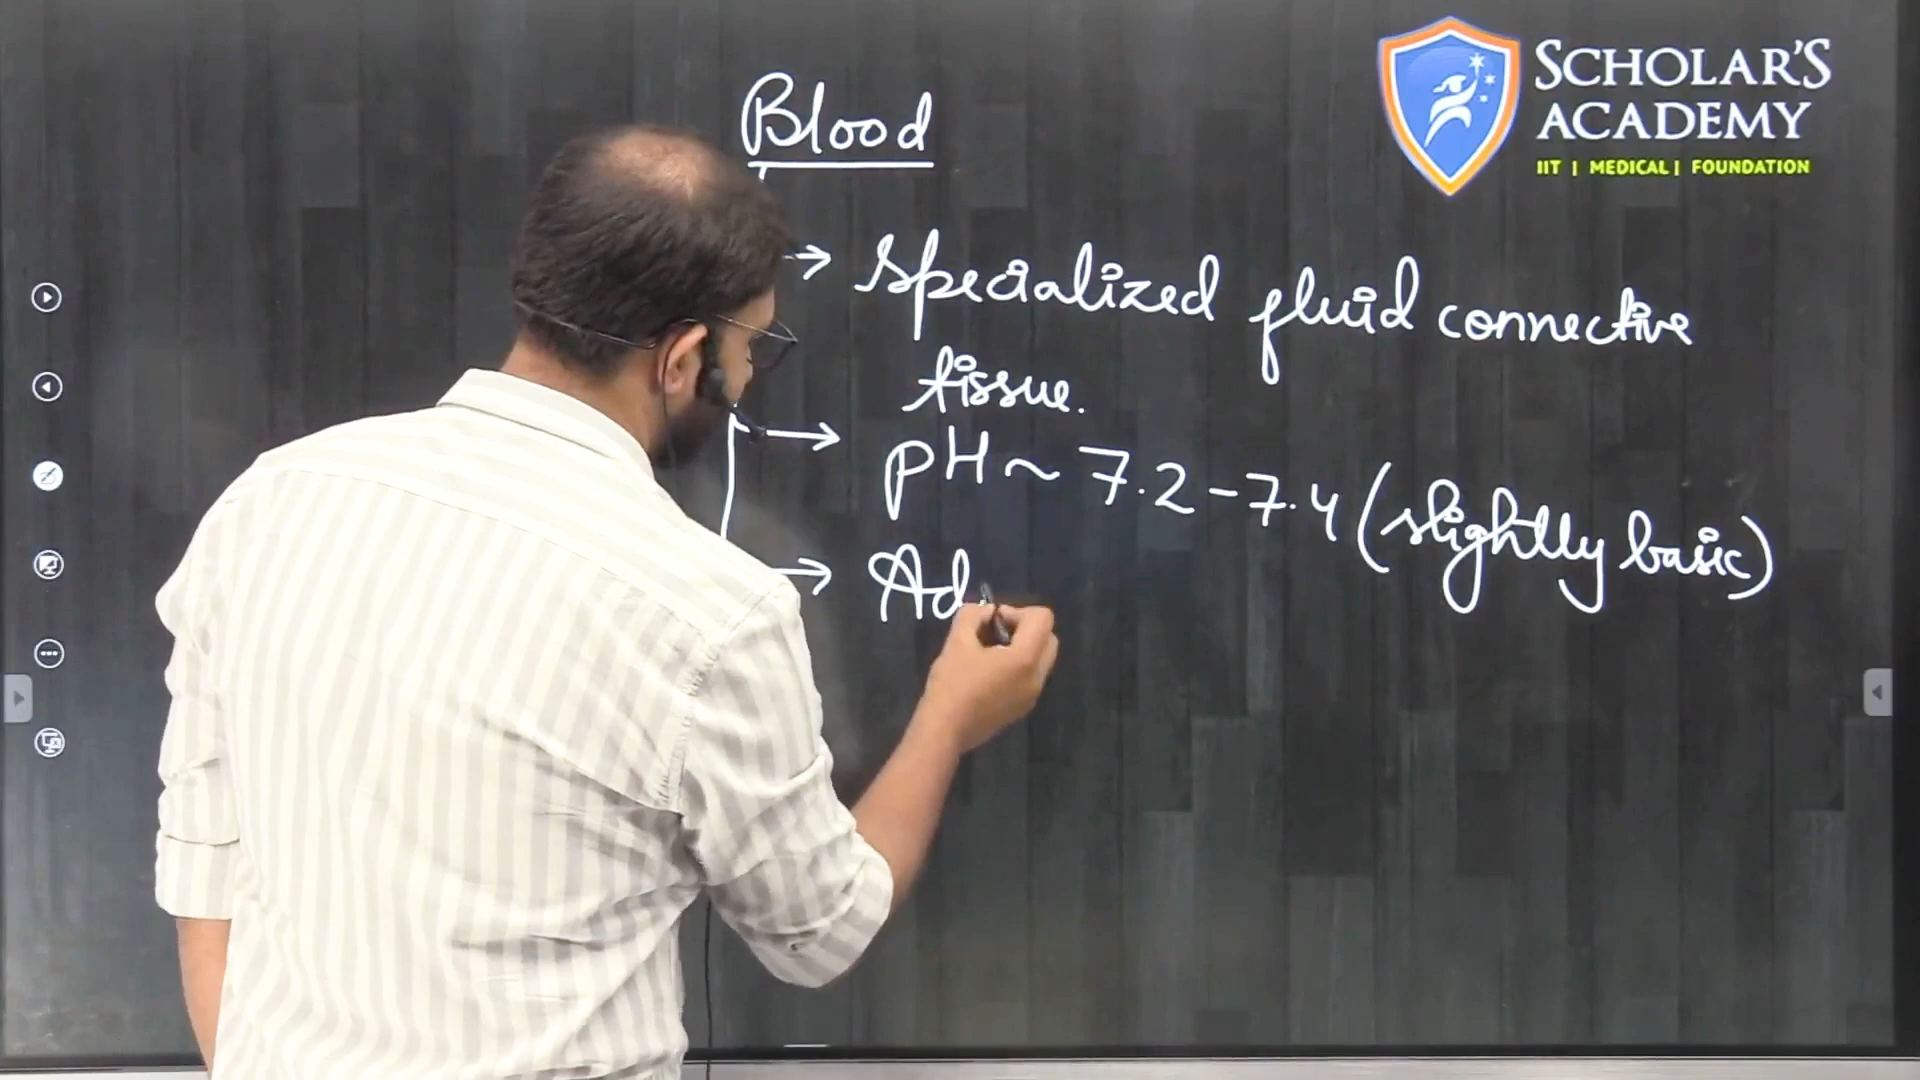 SCHOLAR'S
ACADEMY
IIT | MEDICAL | FOUNDATION
Blood
→ Specialized fluid connective
tissue.
→ pH ~ 7.2-7.4 (slightly basic)
→ Ad